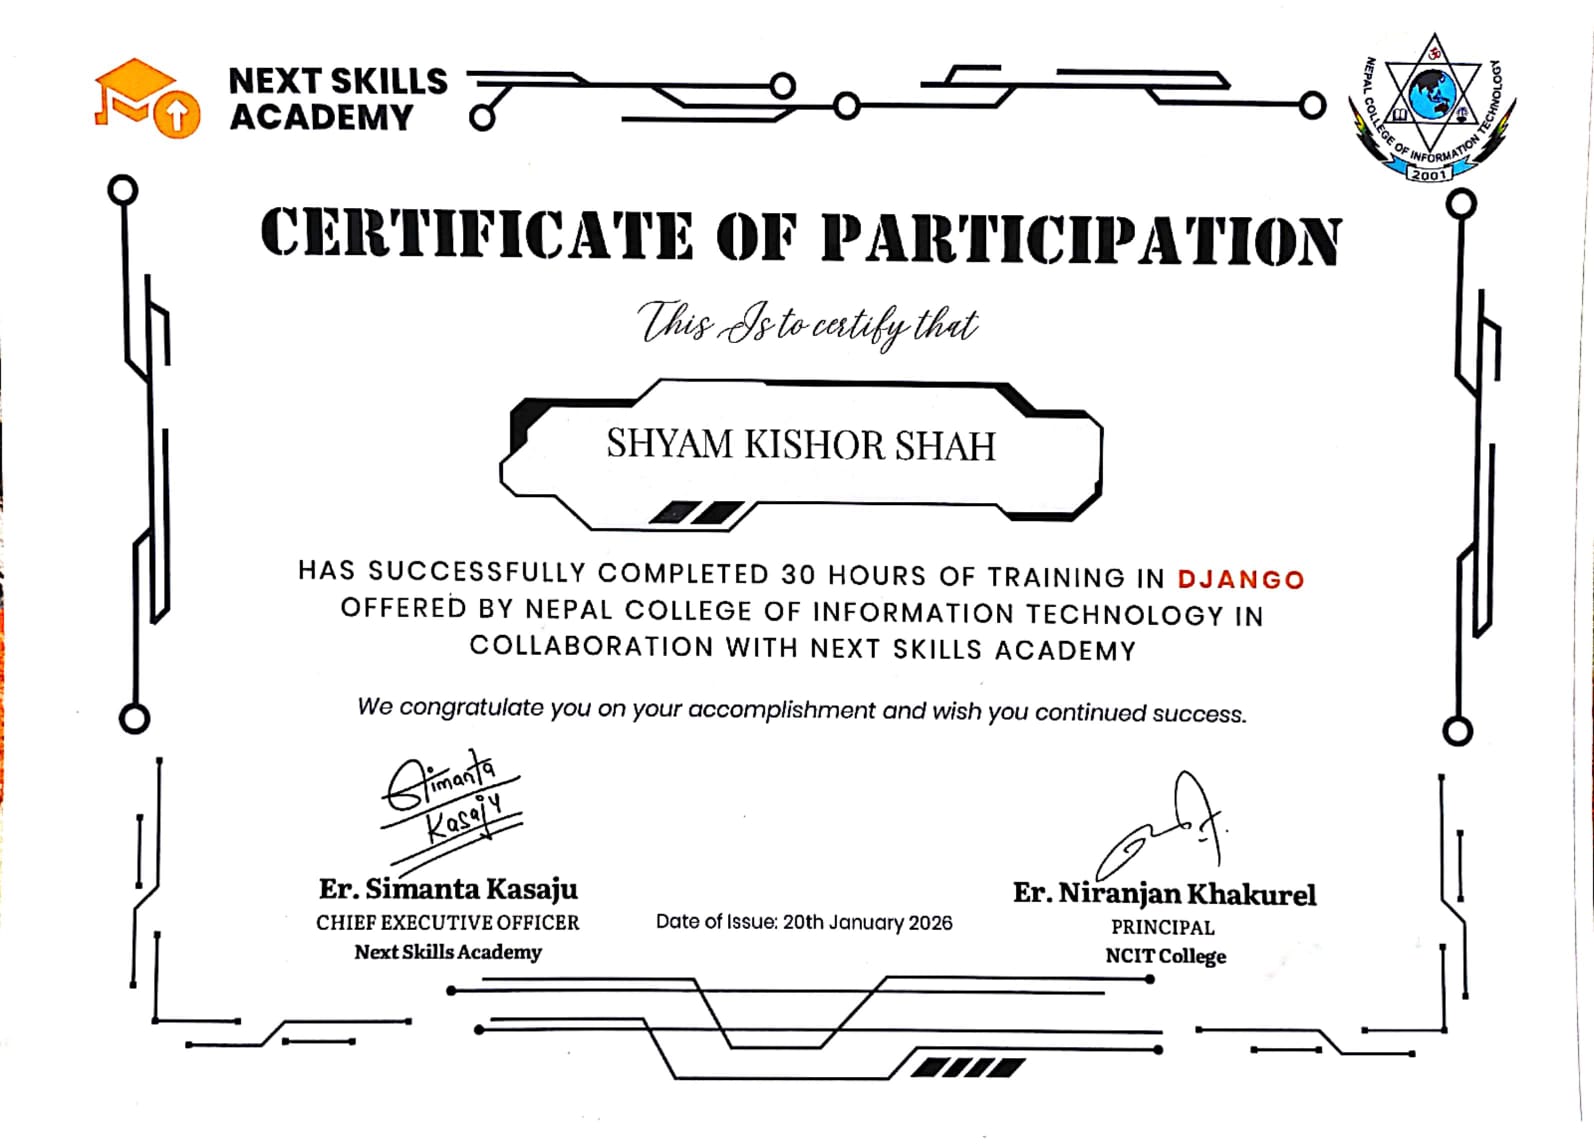 NEXT SKILLS
ACADEMY
NEPAL COLLEGE OF INFORMATION TECHNOLOGY
ॐ
2001
CERTIFICATE OF PARTICIPATION
This Is to certify that
SHYAM KISHOR SHAH
HAS SUCCESSFULLY COMPLETED 30 HOURS OF TRAINING IN DJANGO
OFFERED BY NEPAL COLLEGE OF INFORMATION TECHNOLOGY IN
COLLABORATION WITH NEXT SKILLS ACADEMY
We congratulate you on your accomplishment and wish you continued success.
Simanta
Kasaju
Er. Simanta Kasaju
CHIEF EXECUTIVE OFFICER
Next Skills Academy
Date of Issue: 20th January 2026
Er. Niranjan Khakurel
PRINCIPAL
NCIT College